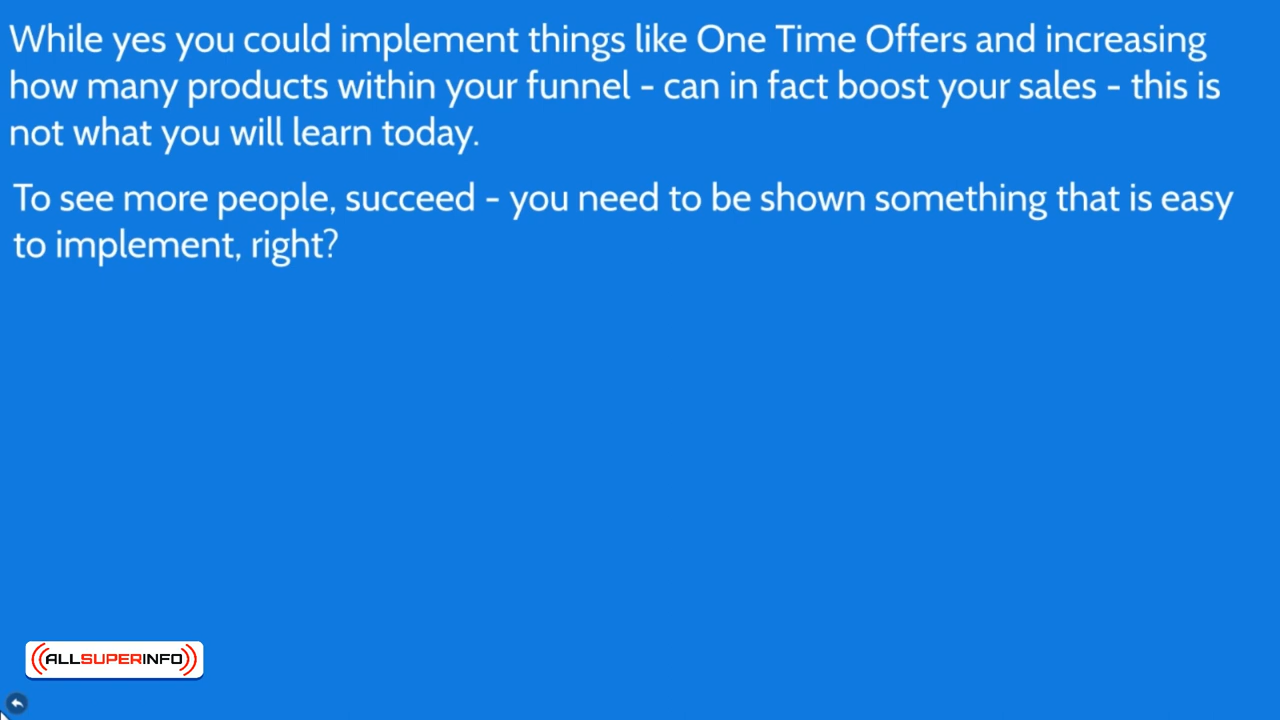 While yes you could implement things like One Time Offers and increasing
how many products within your funnel - can in fact boost your sales - this is
not what you will learn today.
To see more people, succeed - you need to be shown something that is easy
to implement, right?
ALLSUPERINFO